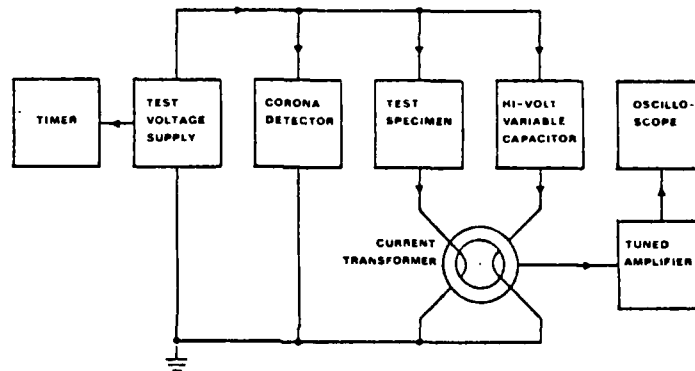 TIMER
TEST
VOLTAGE
SUPPLY
CORONA
DETECTOR
TEST
SPECIMEN
HI-VOLT
VARIABLE
CAPACITOR
OSCILLO-
SCOPE
CURRENT
TRANSFORMER
TUNED
AMPLIFIER